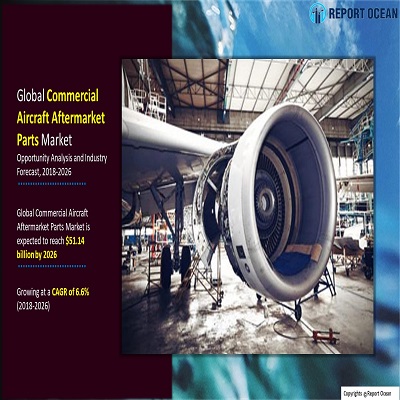 REPORT OCEAN
Global Commercial
Aircraft Aftermarket
Parts Market
Opportunity Analysis and Industry
Forecast, 2018-2026
Global Commercial Aircraft
Aftermarket Parts Market is
expected to reach $51.14
billion by 2026
Growing at a CAGR of 6.6%
(2018-2026)
Copyrights @Report Ocean